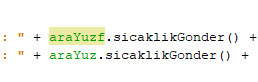 : " + araYuzf.sicaklikGonder() +
: " + araYuz.sicaklikGonder() +